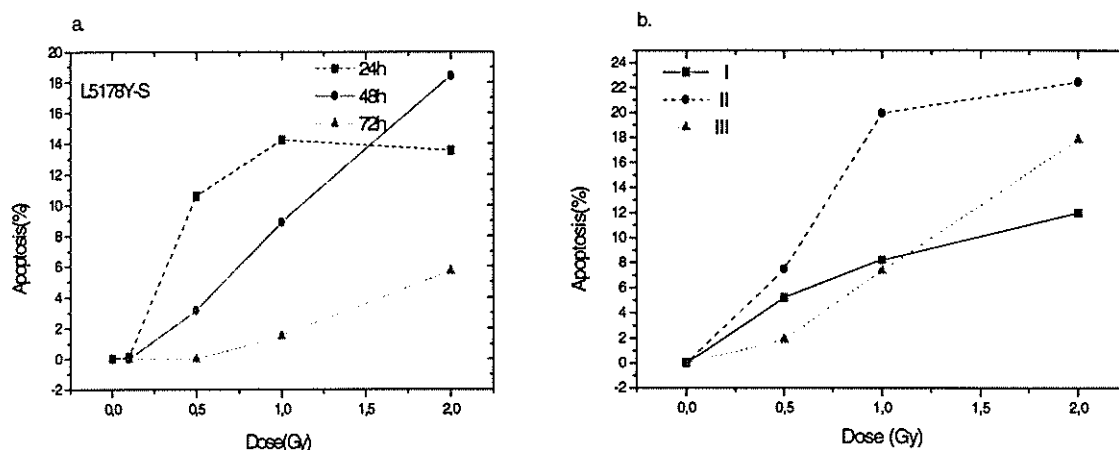 a.
20
18
16
14
12
10
8
6
4
2
0
-2
Apoptosis(%)
L5178Y-S
24h
48h
72h
0,0
0,5
1,0
1,5
2,0
Dose(Gy)
b.
24
22
20
18
16
14
12
10
8
6
4
2
0
-2
Apoptosis(%)
I
II
III
0,0
0,5
1,0
1,5
2,0
Dose (Gy)